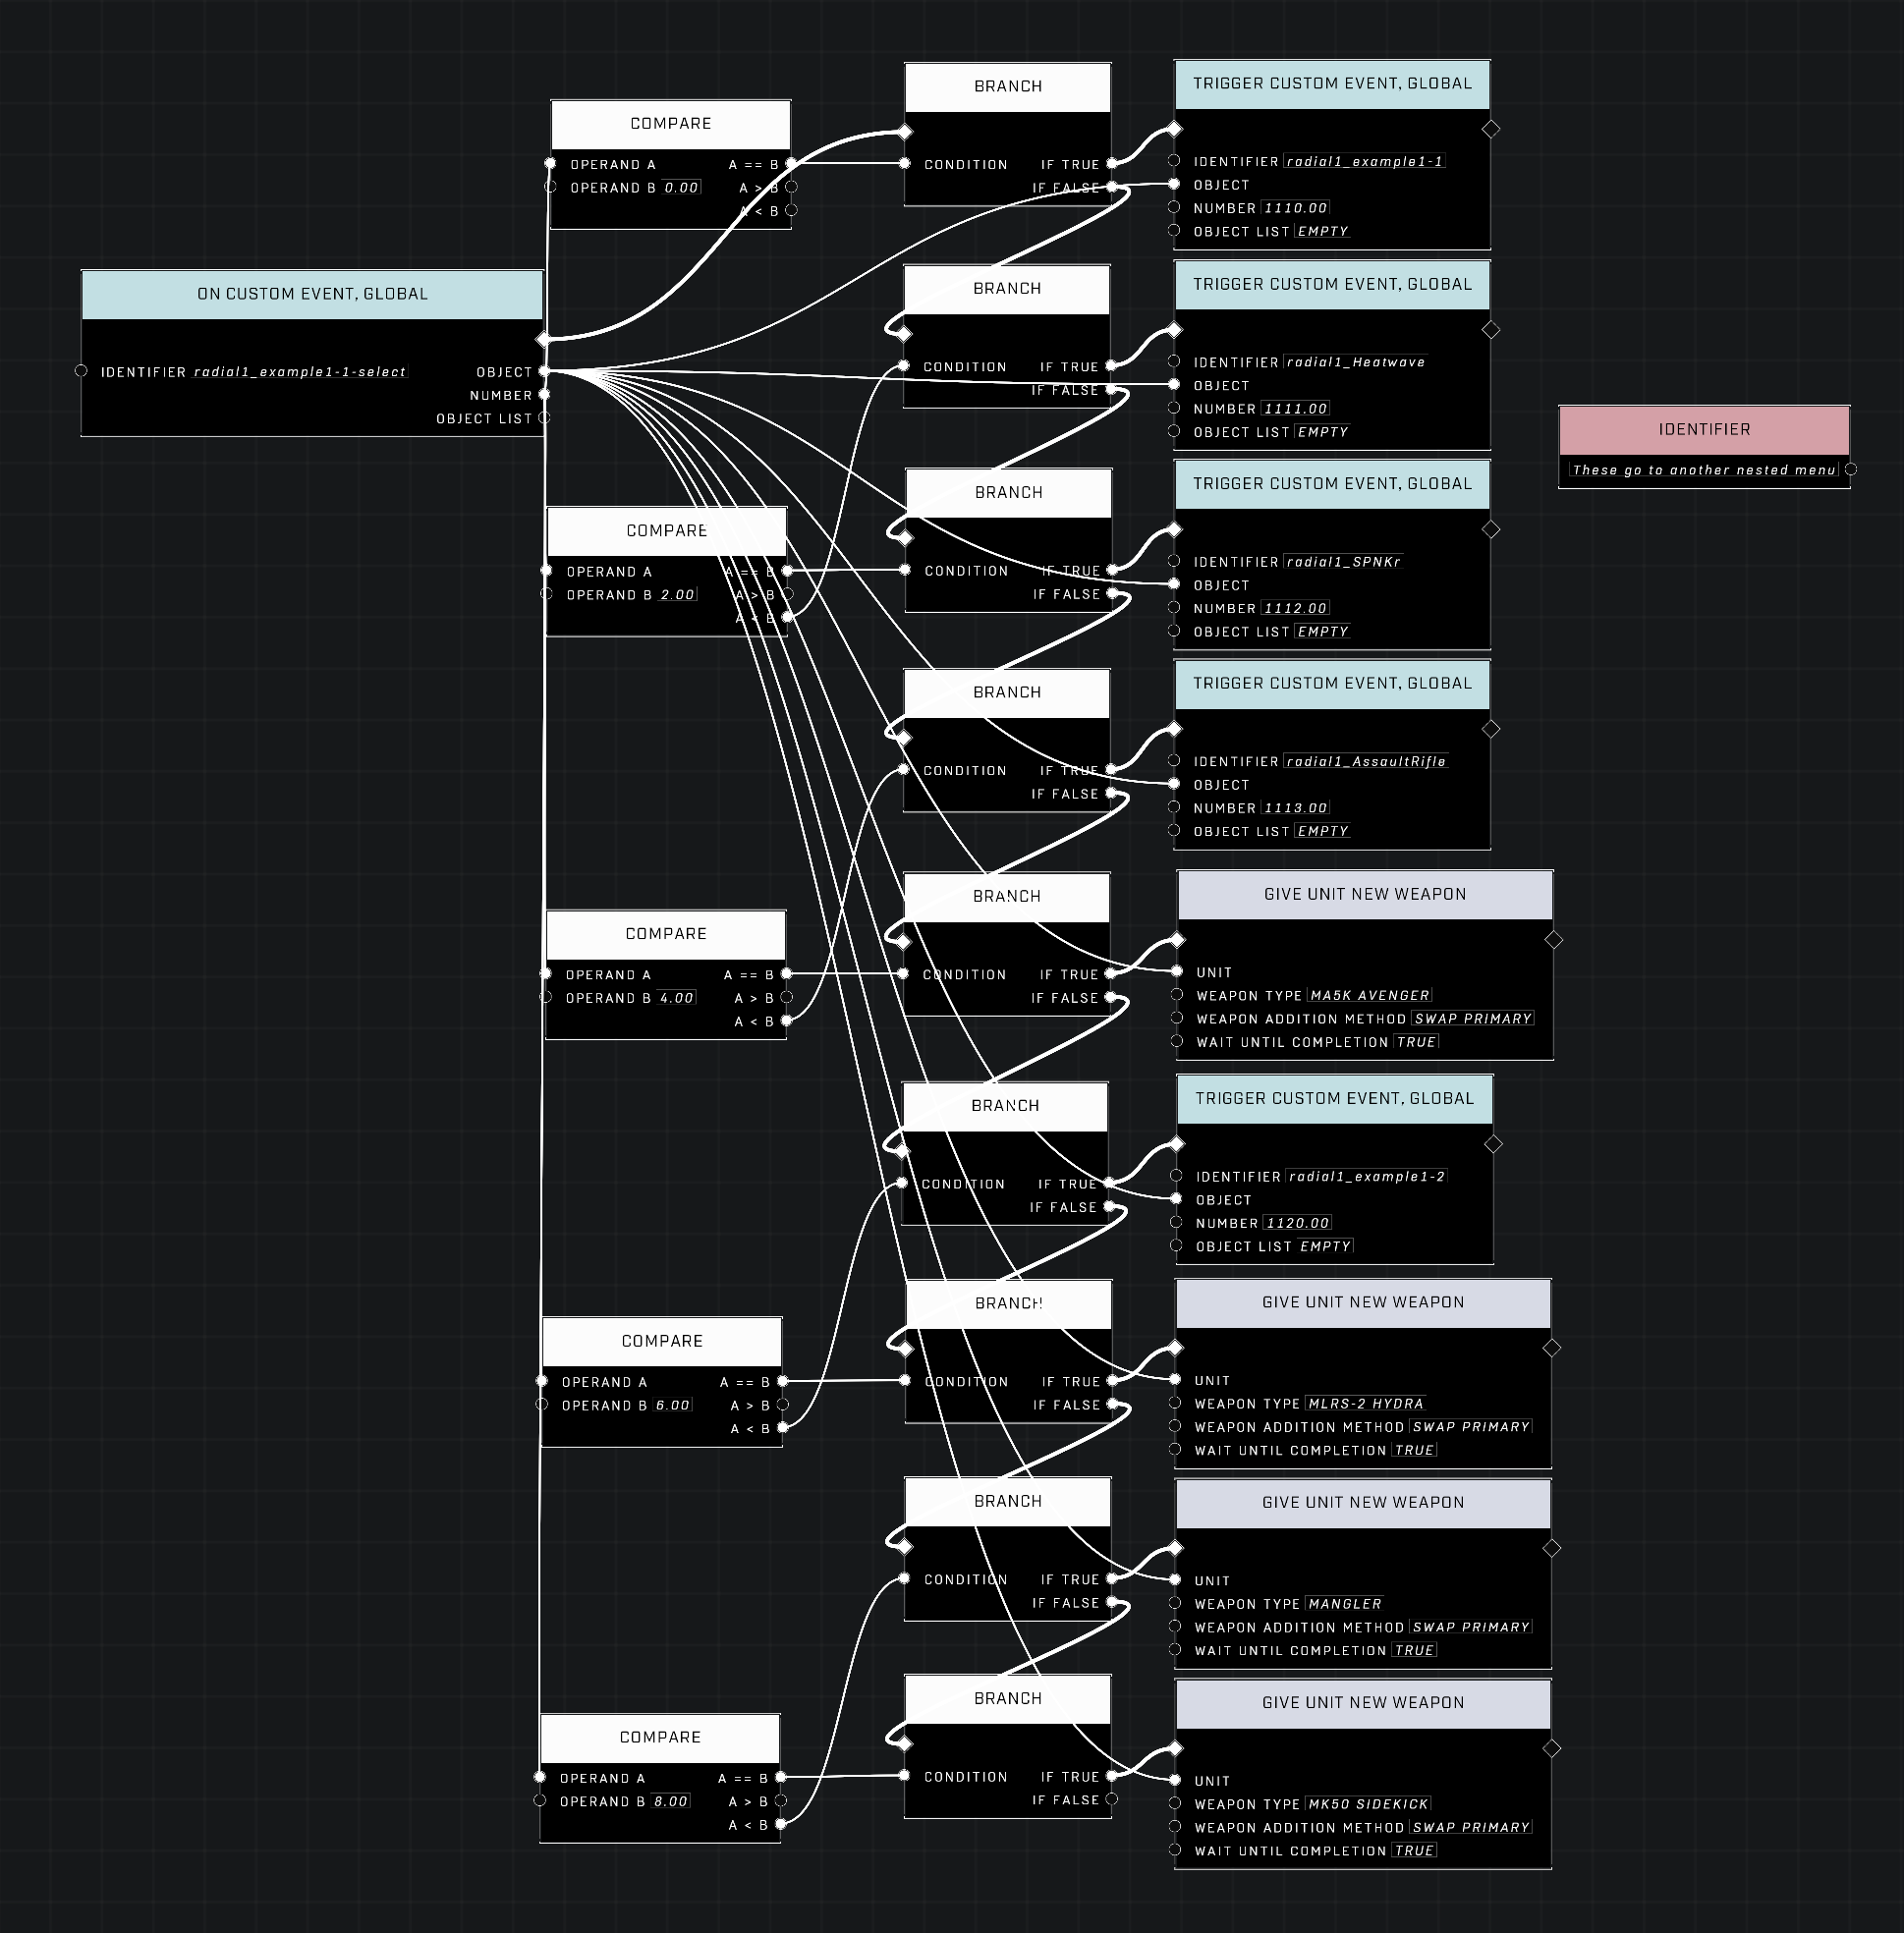 ON CUSTOM EVENT, GLOBAL
IDENTIFIER radial1_example1-1-select
OBJECT
NUMBER
OBJECT LIST
COMPARE
OPERAND A A == B
OPERAND B 0.00 A > B
A < B
COMPARE
OPERAND A A == B
OPERAND B 2.00 A > B
A < B
COMPARE
OPERAND A A == B
OPERAND B 4.00 A > B
A < B
COMPARE
OPERAND A A == B
OPERAND B 6.00 A > B
A < B
COMPARE
OPERAND A A == B
OPERAND B 8.00 A > B
A < B
BRANCH
CONDITION IF TRUE
IF FALSE
BRANCH
CONDITION IF TRUE
IF FALSE
BRANCH
CONDITION IF TRUE
IF FALSE
BRANCH
CONDITION IF TRUE
IF FALSE
BRANCH
CONDITION IF TRUE
IF FALSE
BRANCH
CONDITION IF TRUE
IF FALSE
BRANCH
CONDITION IF TRUE
IF FALSE
BRANCH
CONDITION IF TRUE
IF FALSE
BRANCH
CONDITION IF TRUE
IF FALSE
TRIGGER CUSTOM EVENT, GLOBAL
IDENTIFIER radial1_example1-1
OBJECT
NUMBER 1110.00
OBJECT LIST EMPTY
TRIGGER CUSTOM EVENT, GLOBAL
IDENTIFIER radial1_Heatwave
OBJECT
NUMBER 1111.00
OBJECT LIST EMPTY
TRIGGER CUSTOM EVENT, GLOBAL
IDENTIFIER radial1_SPNKr
OBJECT
NUMBER 1112.00
OBJECT LIST EMPTY
TRIGGER CUSTOM EVENT, GLOBAL
IDENTIFIER radial1_AssaultRifle
OBJECT
NUMBER 1113.00
OBJECT LIST EMPTY
GIVE UNIT NEW WEAPON
UNIT
WEAPON TYPE MA5K AVENGER
WEAPON ADDITION METHOD SWAP PRIMARY
WAIT UNTIL COMPLETION TRUE
TRIGGER CUSTOM EVENT, GLOBAL
IDENTIFIER radial1_example1-2
OBJECT
NUMBER 1120.00
OBJECT LIST EMPTY
GIVE UNIT NEW WEAPON
UNIT
WEAPON TYPE MLRS-2 HYDRA
WEAPON ADDITION METHOD SWAP PRIMARY
WAIT UNTIL COMPLETION TRUE
GIVE UNIT NEW WEAPON
UNIT
WEAPON TYPE MANGLER
WEAPON ADDITION METHOD SWAP PRIMARY
WAIT UNTIL COMPLETION TRUE
GIVE UNIT NEW WEAPON
UNIT
WEAPON TYPE MK50 SIDEKICK
WEAPON ADDITION METHOD SWAP PRIMARY
WAIT UNTIL COMPLETION TRUE
IDENTIFIER
These go to another nested menu